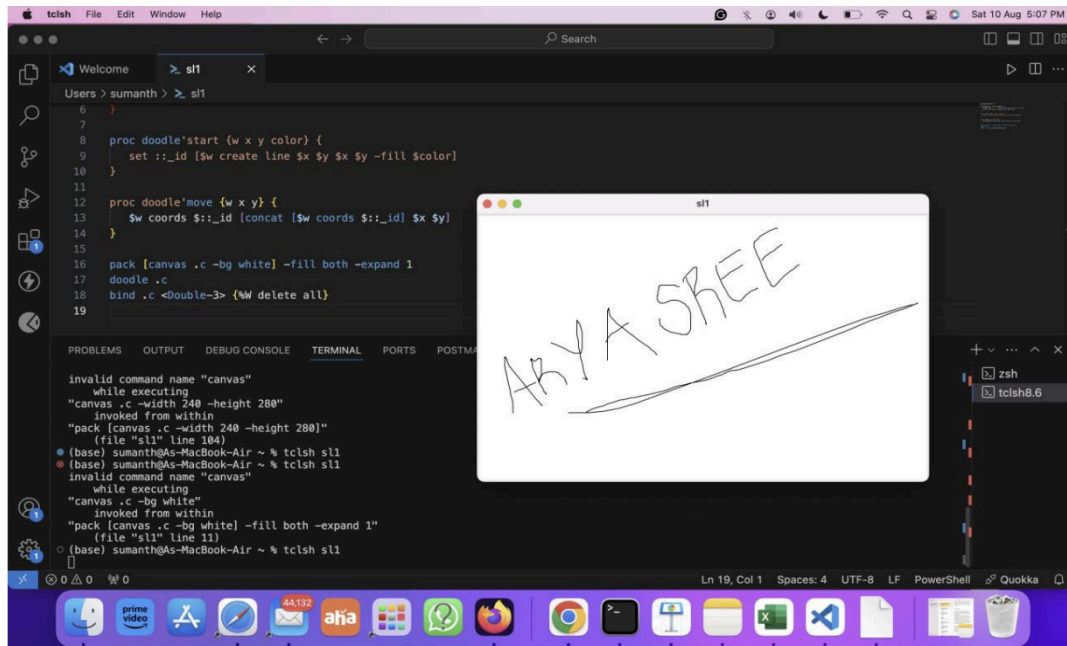 tclsh File Edit Window Help Sat 10 Aug 5:07 PM
Search
Welcome sl1
Users > sumanth > sl1
6 }
7
8 proc doodle'start {w x y color} {
9 set ::_id [$w create line $x $y $x $y -fill $color]
10 }
11
12 proc doodle'move {w x y} {
13 $w coords $::_id [concat [$w coords $::_id] $x $y]
14 }
15
16 pack [canvas .c -bg white] -fill both -expand 1
17 doodle .c
18 bind .c <Double-3> {%W delete all}
19
sl1
ARYA SREE
PROBLEMS OUTPUT DEBUG CONSOLE TERMINAL PORTS POSTMA
zsh
tclsh8.6
invalid command name "canvas"
while executing
"canvas .c -width 240 -height 280"
invoked from within
"pack [canvas .c -width 240 -height 280]"
(file "sl1" line 104)
(base) sumanth@As-MacBook-Air ~ % tclsh sl1
(base) sumanth@As-MacBook-Air ~ % tclsh sl1
invalid command name "canvas"
while executing
"canvas .c -bg white"
invoked from within
"pack [canvas .c -bg white] -fill both -expand 1"
(file "sl1" line 11)
(base) sumanth@As-MacBook-Air ~ % tclsh sl1
0 0 0 Ln 19, Col 1 Spaces: 4 UTF-8 LF PowerShell Quokka
44,132
prime video
aha